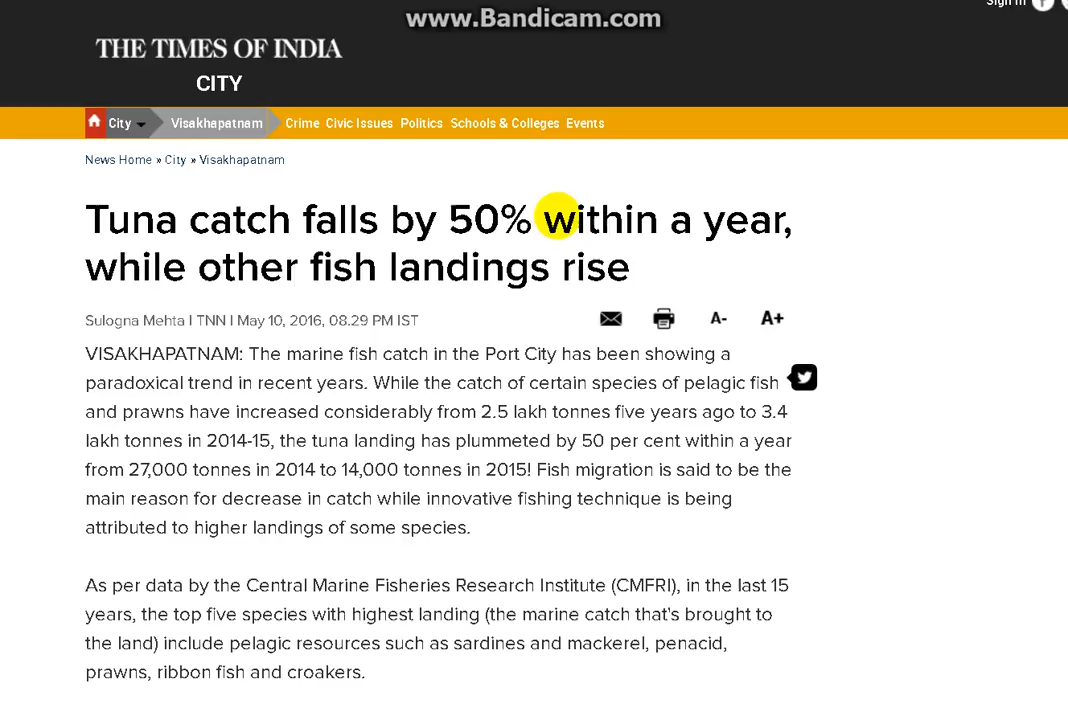 www.Bandicam.com
Sign In f
THE TIMES OF INDIA
CITY
City Visakhapatnam Crime Civic Issues Politics Schools & Colleges Events
News Home » City » Visakhapatnam
Tuna catch falls by 50% within a year,
while other fish landings rise
Sulogna Mehta I TNN I May 10, 2016, 08.29 PM IST
A- A+
VISAKHAPATNAM: The marine fish catch in the Port City has been showing a
paradoxical trend in recent years. While the catch of certain species of pelagic fish
and prawns have increased considerably from 2.5 lakh tonnes five years ago to 3.4
lakh tonnes in 2014-15, the tuna landing has plummeted by 50 per cent within a year
from 27,000 tonnes in 2014 to 14,000 tonnes in 2015! Fish migration is said to be the
main reason for decrease in catch while innovative fishing technique is being
attributed to higher landings of some species.
As per data by the Central Marine Fisheries Research Institute (CMFRI), in the last 15
years, the top five species with highest landing (the marine catch that's brought to
the land) include pelagic resources such as sardines and mackerel, penacid,
prawns, ribbon fish and croakers.